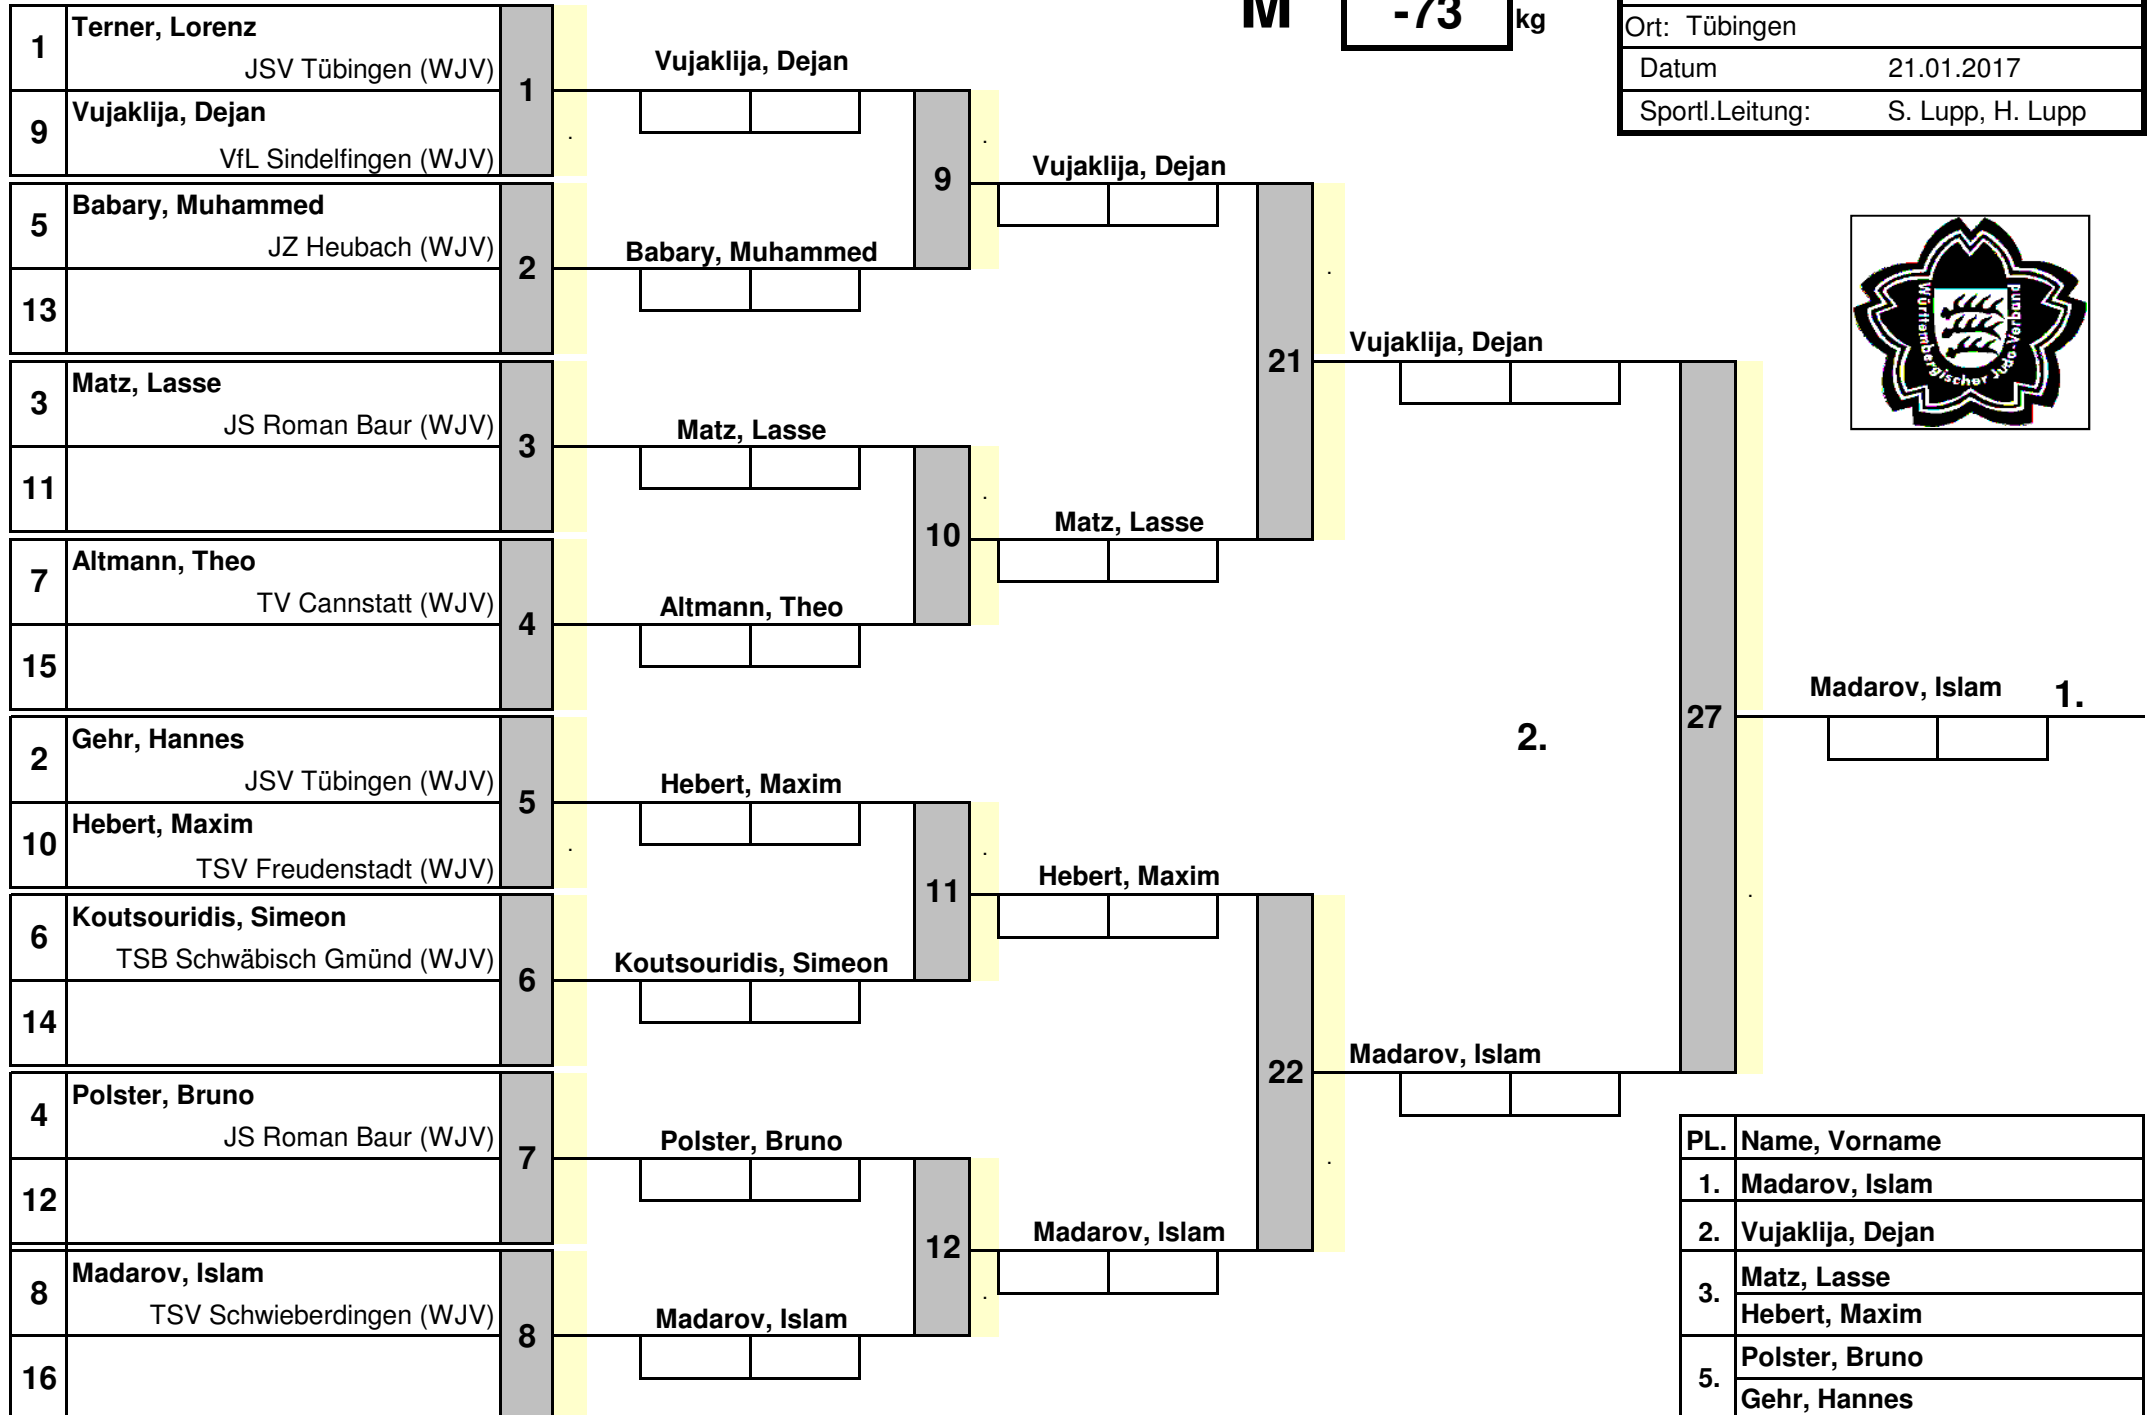 M -73 kg
Ort: Tübingen
Datum 21.01.2017
Sportl.Leitung: S. Lupp, H. Lupp
Württembergischer Judo-Verband
1 Terner, Lorenz
JSV Tübingen (WJV)
9 Vujaklija, Dejan
VfL Sindelfingen (WJV)
1
5 Babary, Muhammed
JZ Heubach (WJV)
13
2
3 Matz, Lasse
JS Roman Baur (WJV)
11
3
7 Altmann, Theo
TV Cannstatt (WJV)
15
4
2 Gehr, Hannes
JSV Tübingen (WJV)
10 Hebert, Maxim
TSV Freudenstadt (WJV)
5
6 Koutsouridis, Simeon
TSB Schwäbisch Gmünd (WJV)
14
6
4 Polster, Bruno
JS Roman Baur (WJV)
12
7
8 Madarov, Islam
TSV Schwieberdingen (WJV)
16
8
Vujaklija, Dejan
Babary, Muhammed
9
Matz, Lasse
Altmann, Theo
10
Hebert, Maxim
Koutsouridis, Simeon
11
Polster, Bruno
Madarov, Islam
12
Vujaklija, Dejan
Matz, Lasse
21
Hebert, Maxim
Madarov, Islam
22
Vujaklija, Dejan
2.
Madarov, Islam
27
Madarov, Islam 1.
PL. Name, Vorname
1. Madarov, Islam
2. Vujaklija, Dejan
3. Matz, Lasse
Hebert, Maxim
5. Polster, Bruno
Gehr, Hannes